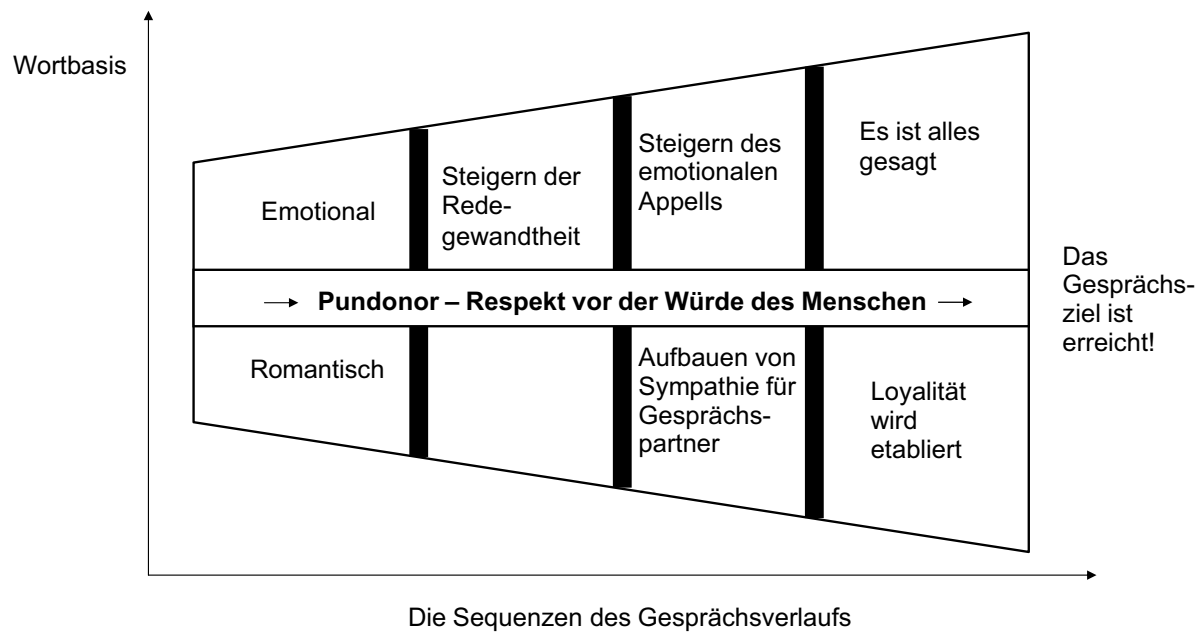 Wortbasis
Emotional
Steigern der
Rede-
gewandtheit
Steigern des
emotionalen
Appells
Es ist alles
gesagt
Pundonor – Respekt vor der Würde des Menschen
Das
Gesprächs-
ziel ist
erreicht!
Romantisch
Aufbauen von
Sympathie für
Gesprächs-
partner
Loyalität
wird
etabliert
Die Sequenzen des Gesprächsverlaufs